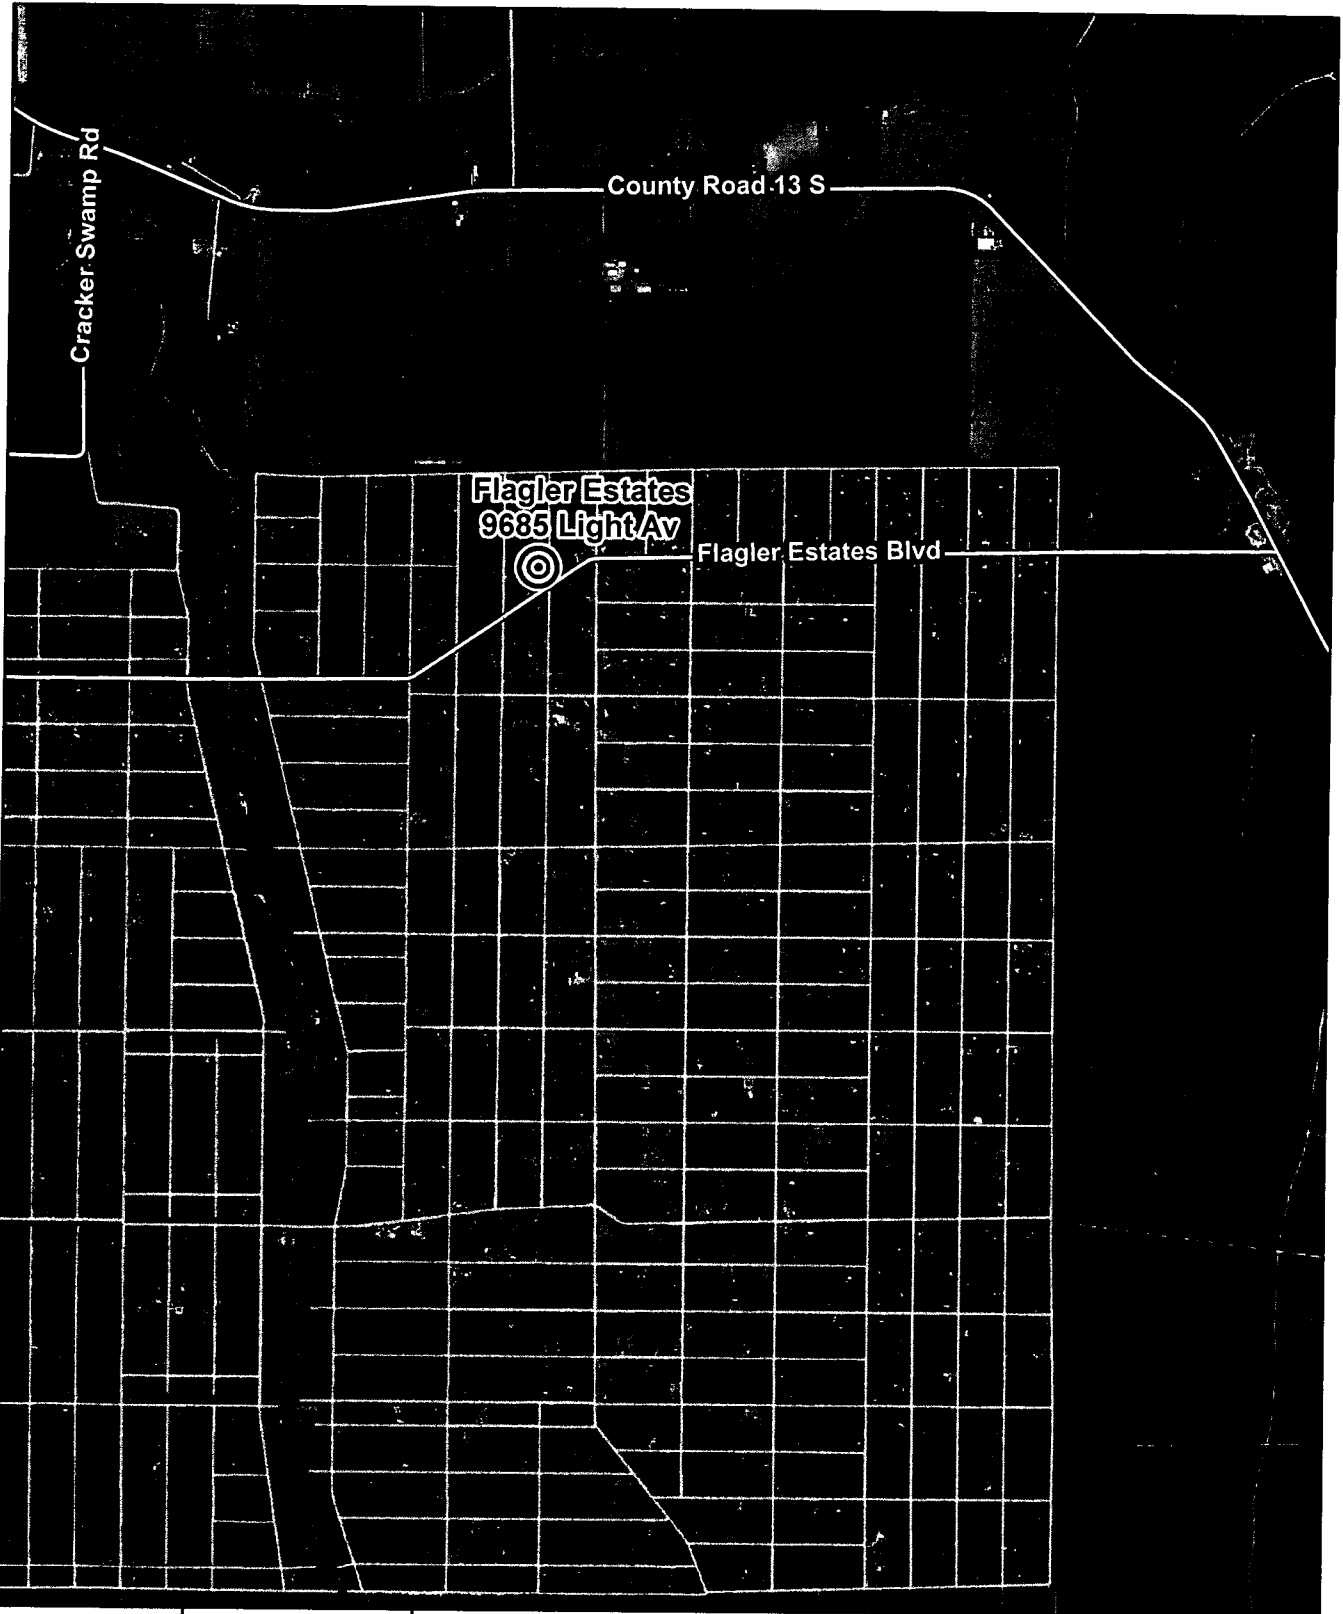 Cracker Swamp Rd
County Road 13 S
Flagler Estates
9685 Light Av
Flagler Estates Blvd